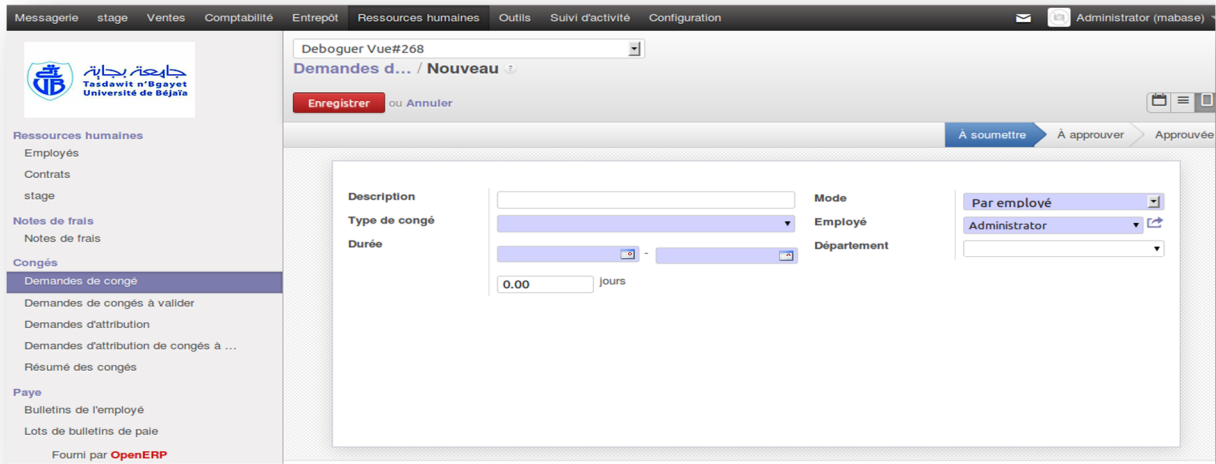 Messagerie stage Ventes Comptabilité Entrepôt Ressources humaines Outils Suivi d'activité Configuration Administrator (mabase)
Deboguer Vue#268
Demandes d... / Nouveau ?
Enregistrer ou Annuler
À soumettre À approuver Approuvée
جامعة بجاية
Tasdawit n'Bgayet
Université de Béjaïa
Ressources humaines
Employés
Contrats
stage
Notes de frais
Notes de frais
Congés
Demandes de congé
Demandes de congés à valider
Demandes d'attribution
Demandes d'attribution de congés à ...
Résumé des congés
Paye
Bulletins de l'employé
Lots de bulletins de paie
Fourni par OpenERP
Description
Type de congé
Durée
-
0.00 jours
Mode Par employé
Employé Administrator
Département